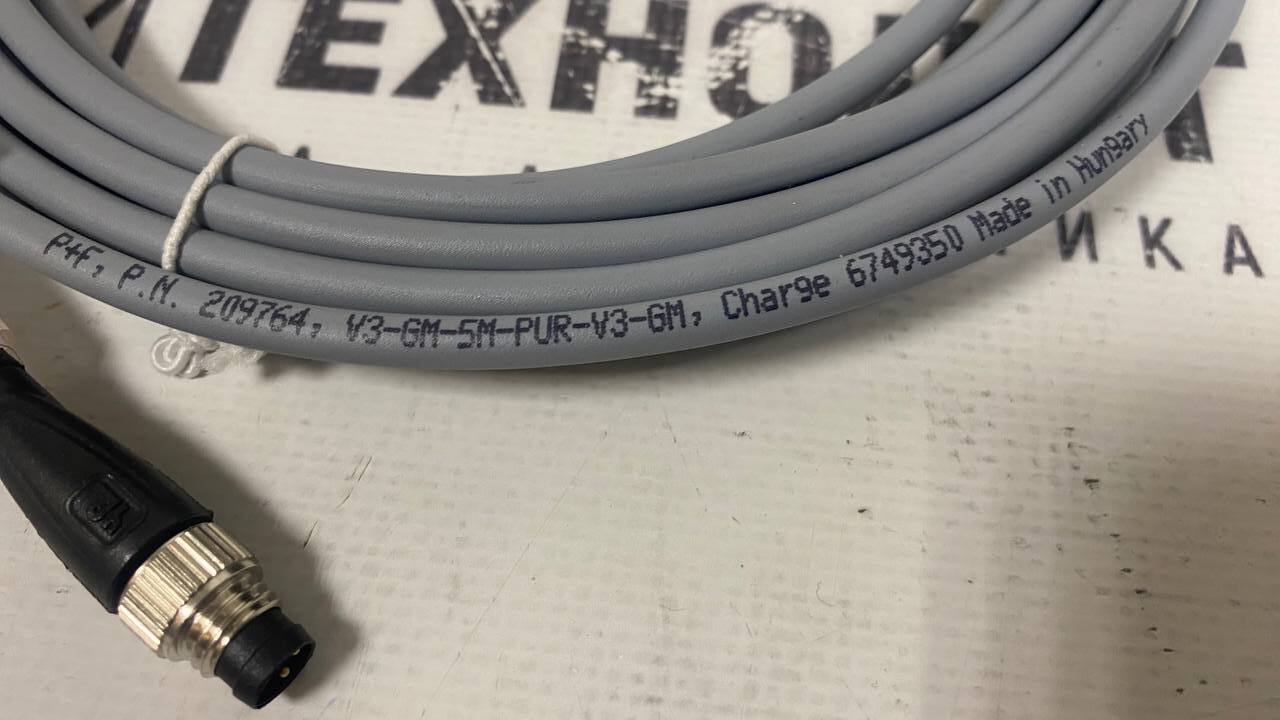 ТЕХНО
ИКА
P+F, P.N. 209764, V3-GM-5M-PUR-V3-GM, Charge 6749350 Made in Hungary